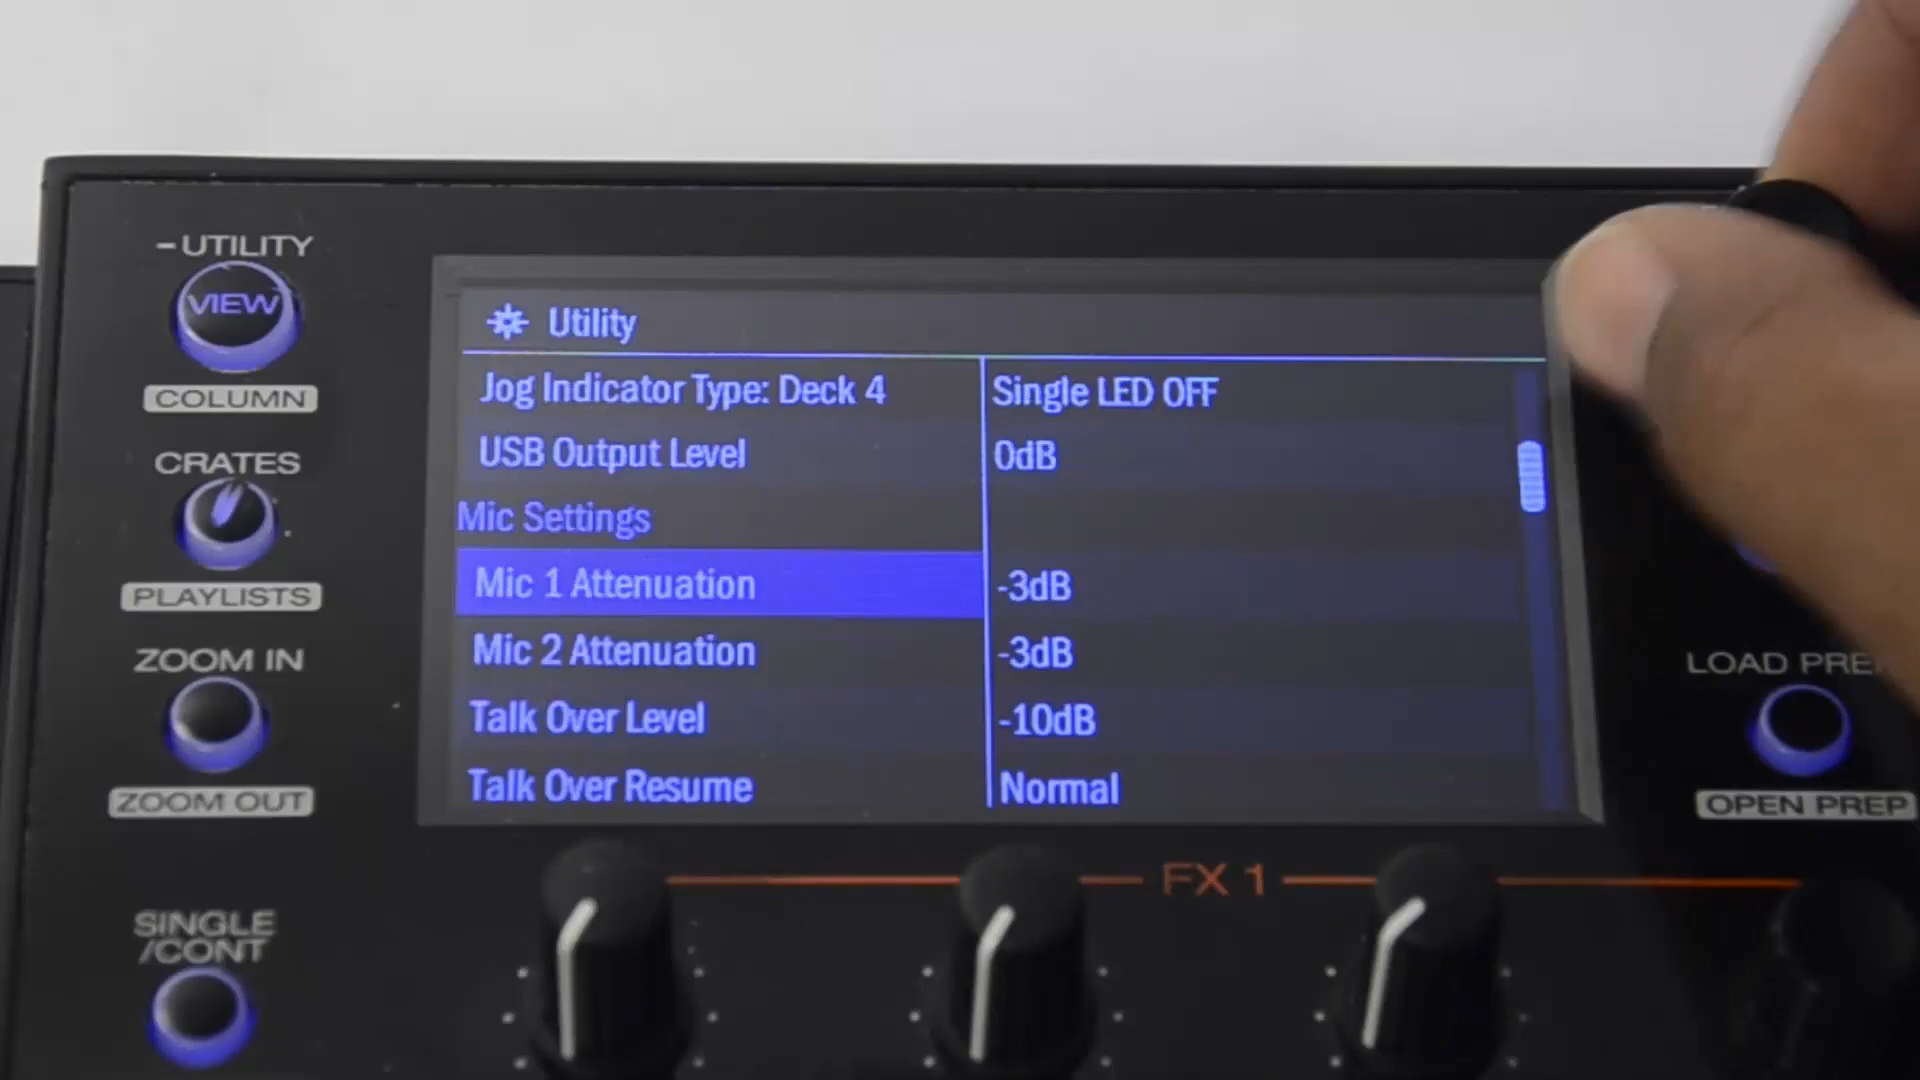 -UTILITY
VIEW
COLUMN
CRATES
PLAYLISTS
ZOOM IN
ZOOM OUT
SINGLE
/CONT
Utility
Jog Indicator Type: Deck 4 Single LED OFF
USB Output Level 0dB
Mic Settings
Mic 1 Attenuation -3dB
Mic 2 Attenuation -3dB
Talk Over Level -10dB
Talk Over Resume Normal
LOAD PREP
OPEN PREP
FX 1